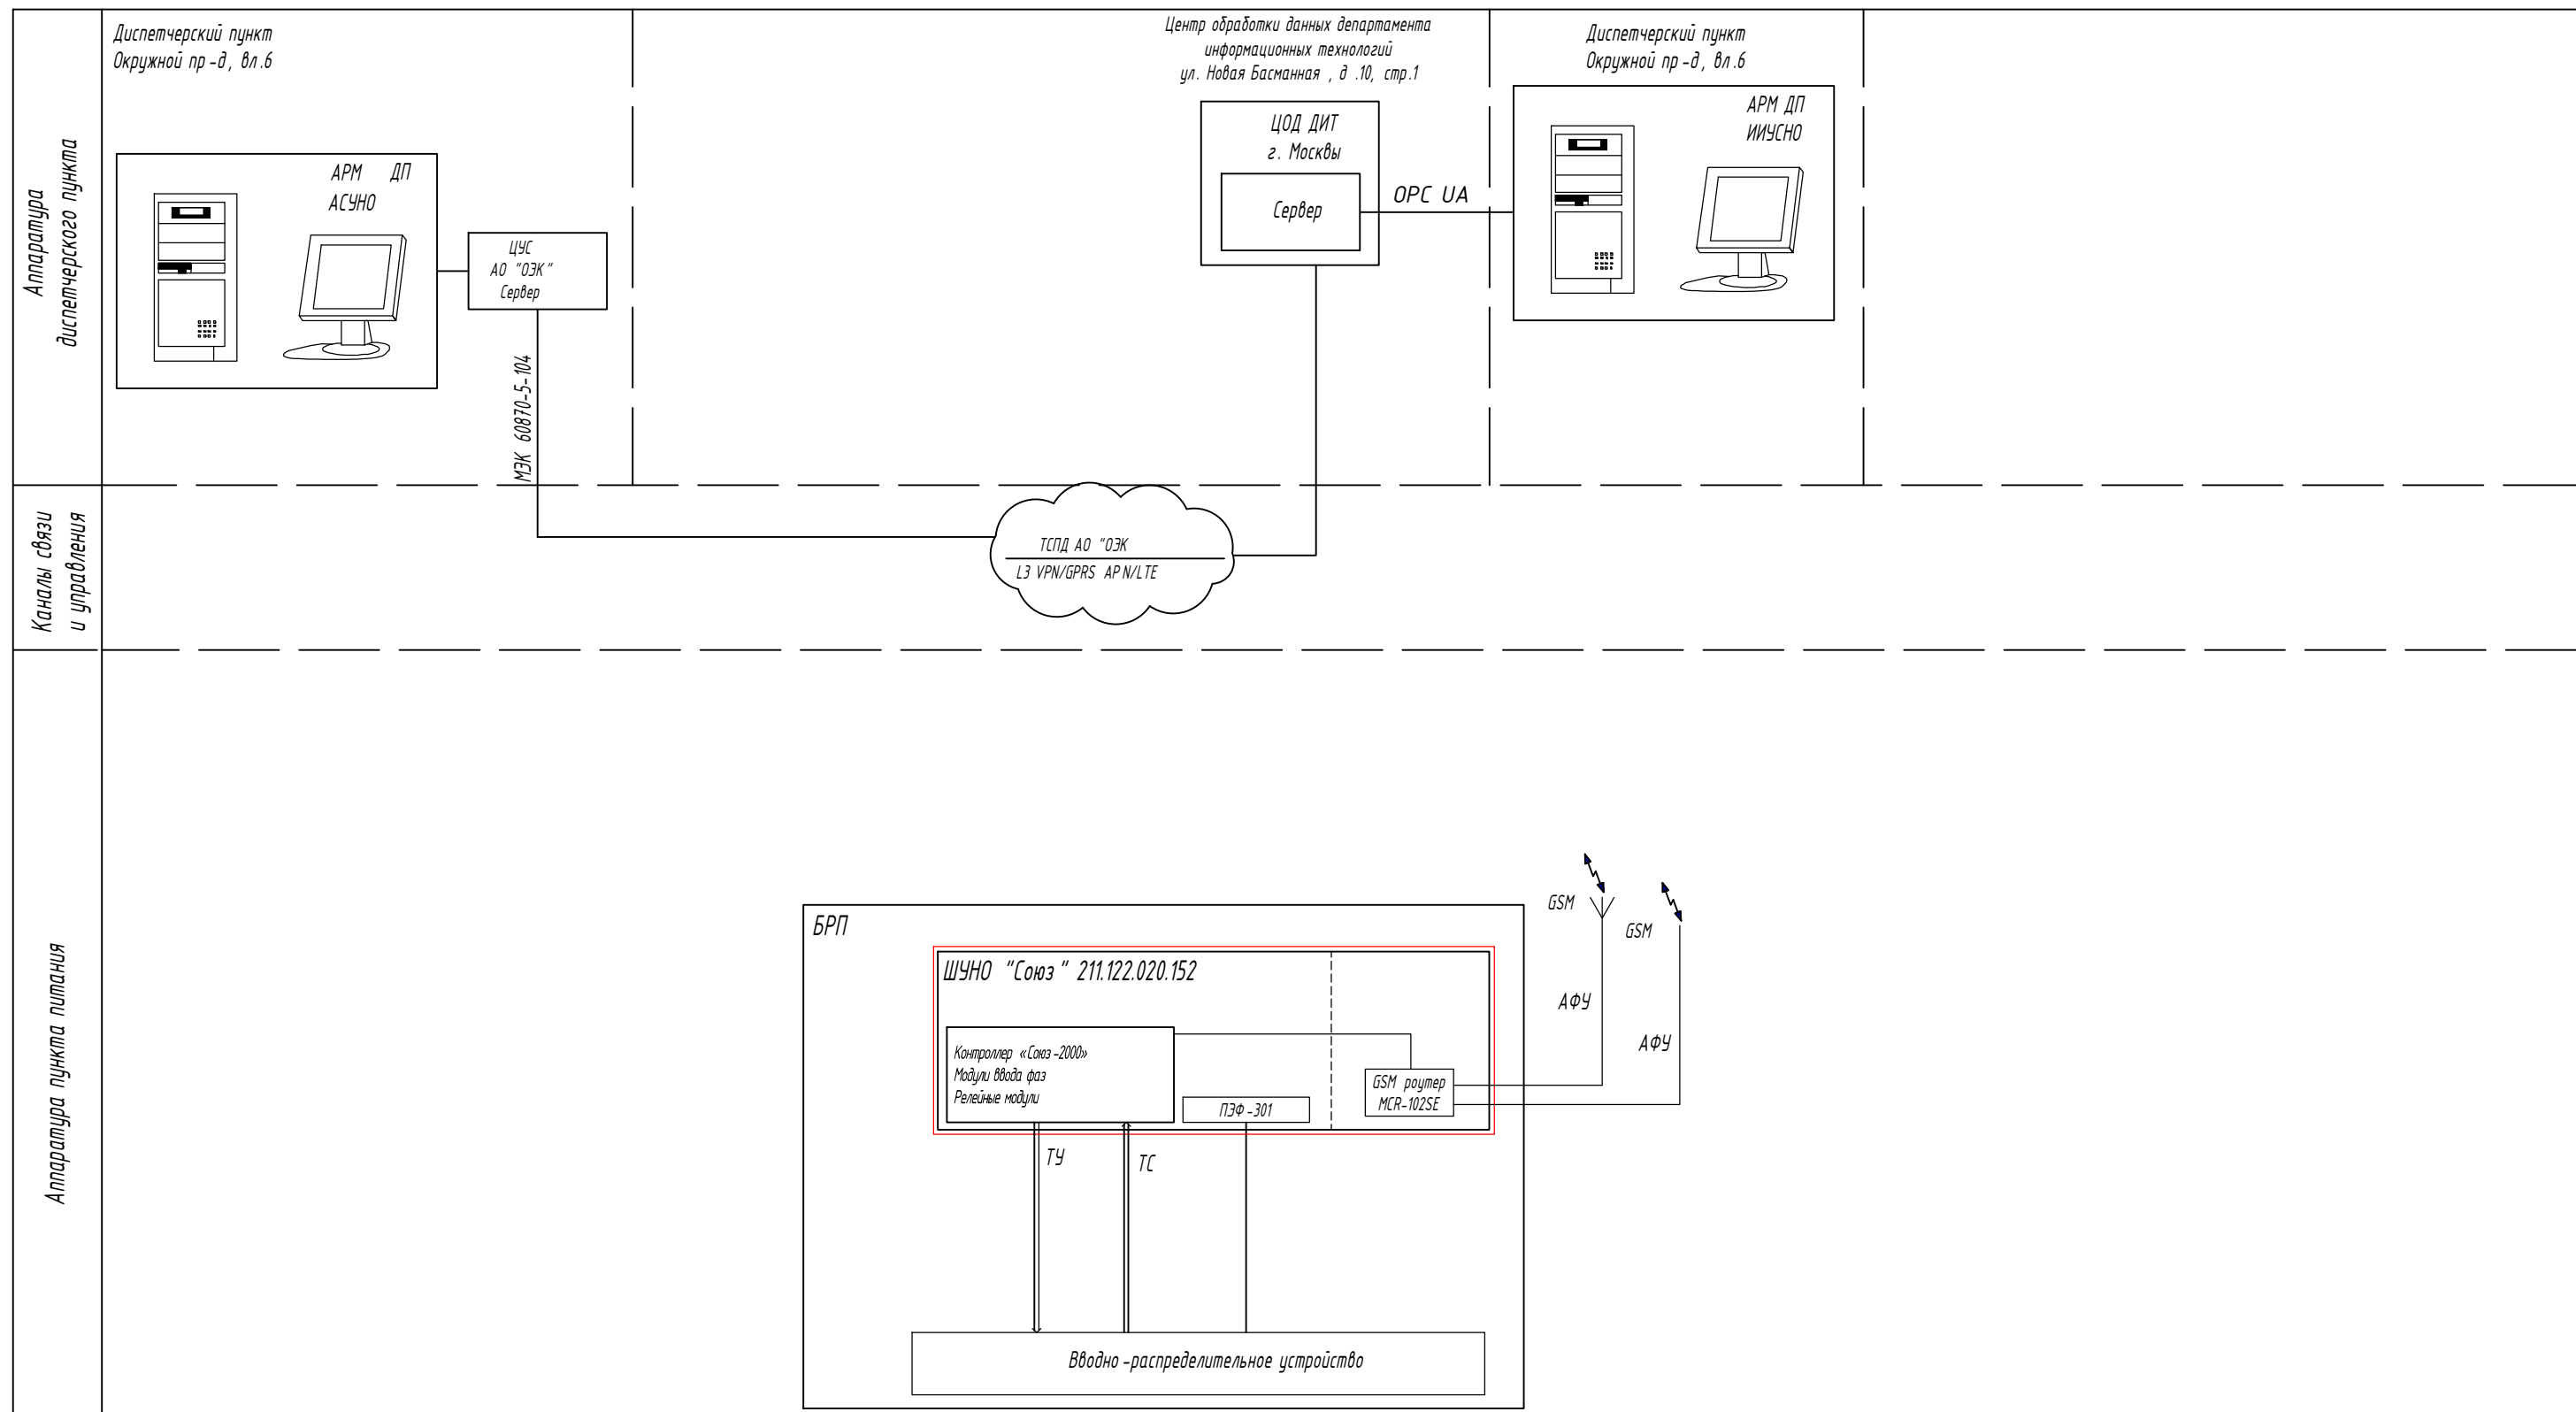 Аппаратура
диспетчерского пункта
Диспетчерский пункт
Окружной пр-д, вл.6
АРМ ДП
АСУНО
ЦУС
АО "ОЭК"
Сервер
МЭК 60870-5-104
Центр обработки данных департамента
информационных технологий
ул. Новая Басманная , д .10, стр.1
ЦОД ДИТ
г. Москвы
Сервер
OPC UA
Диспетчерский пункт
Окружной пр-д, вл.6
АРМ ДП
ИИУСНО
Каналы связи
и управления
ТСПД АО "ОЭК
L3 VPN/GPRS APN/LTE
Аппаратура пункта питания
БРП
ШУНО "Союз" 211.122.020.152
Контроллер «Союз-2000»
Модули ввода фаз
Релейные модули
ПЭФ-301
GSM роутер
MCR-102SE
GSM
GSM
АФУ
АФУ
ТУ
ТС
Вводно-распределительное устройство